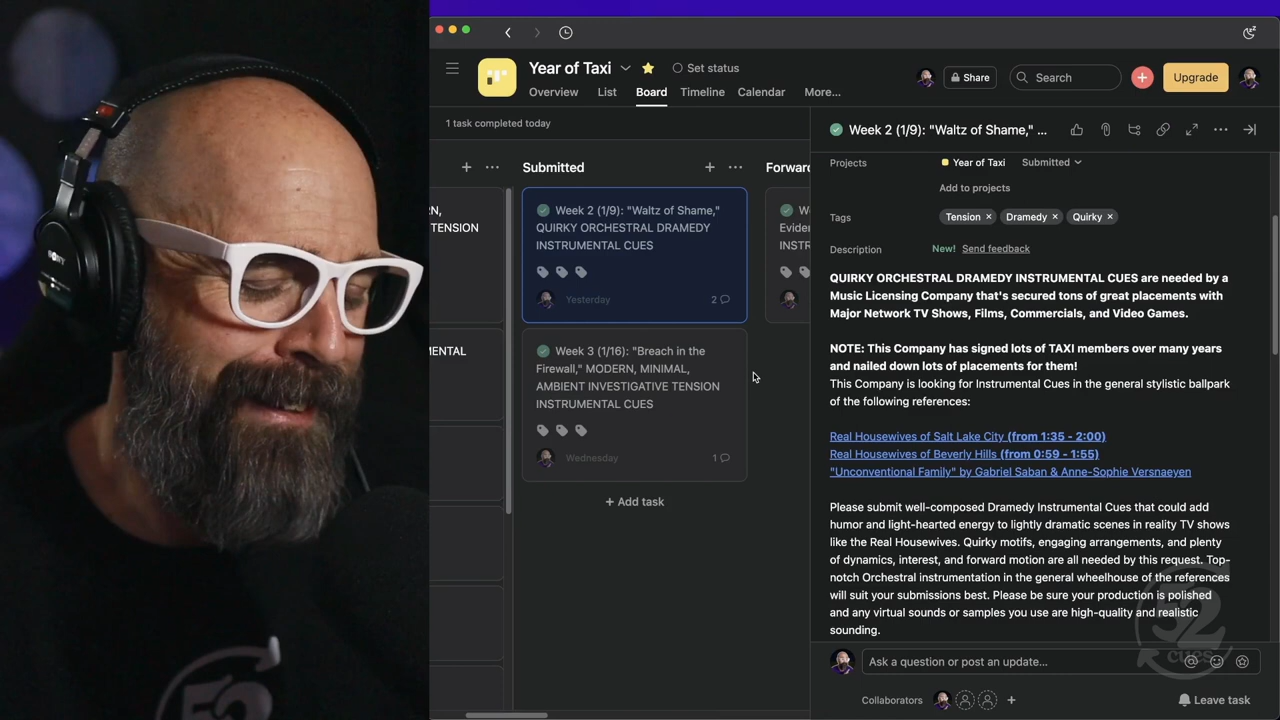 Year of Taxi
Set status
Share
Search
Upgrade
Overview
List
Board
Timeline
Calendar
More...
1 task completed today
Submitted
Forward
N,
TENSION
MENTAL
Week 2 (1/9): "Waltz of Shame,"
QUIRKY ORCHESTRAL DRAMEDY
INSTRUMENTAL CUES
Yesterday
2
Week 3 (1/16): "Breach in the
Firewall," MODERN, MINIMAL,
AMBIENT INVESTIGATIVE TENSION
INSTRUMENTAL CUES
Wednesday
1
+ Add task
W
Evider
INSTR
Week 2 (1/9): "Waltz of Shame," ...
Projects
Year of Taxi
Submitted
Add to projects
Tags
Tension
Dramedy
Quirky
Description
New! Send feedback
QUIRKY ORCHESTRAL DRAMEDY INSTRUMENTAL CUES are needed by a
Music Licensing Company that's secured tons of great placements with
Major Network TV Shows, Films, Commercials, and Video Games.
NOTE: This Company has signed lots of TAXI members over many years
and nailed down lots of placements for them!
This Company is looking for Instrumental Cues in the general stylistic ballpark
of the following references:
Real Housewives of Salt Lake City (from 1:35 - 2:00)
Real Housewives of Beverly Hills (from 0:59 - 1:55)
"Unconventional Family" by Gabriel Saban & Anne-Sophie Versnaeyen
Please submit well-composed Dramedy Instrumental Cues that could add
humor and light-hearted energy to lightly dramatic scenes in reality TV shows
like the Real Housewives. Quirky motifs, engaging arrangements, and plenty
of dynamics, interest, and forward motion are all needed by this request. Top-
notch Orchestral instrumentation in the general wheelhouse of the references
will suit your submissions best. Please be sure your production is polished
and any virtual sounds or samples you use are high-quality and realistic
sounding.
52
cues
Ask a question or post an update...
Collaborators
Leave task
SONY